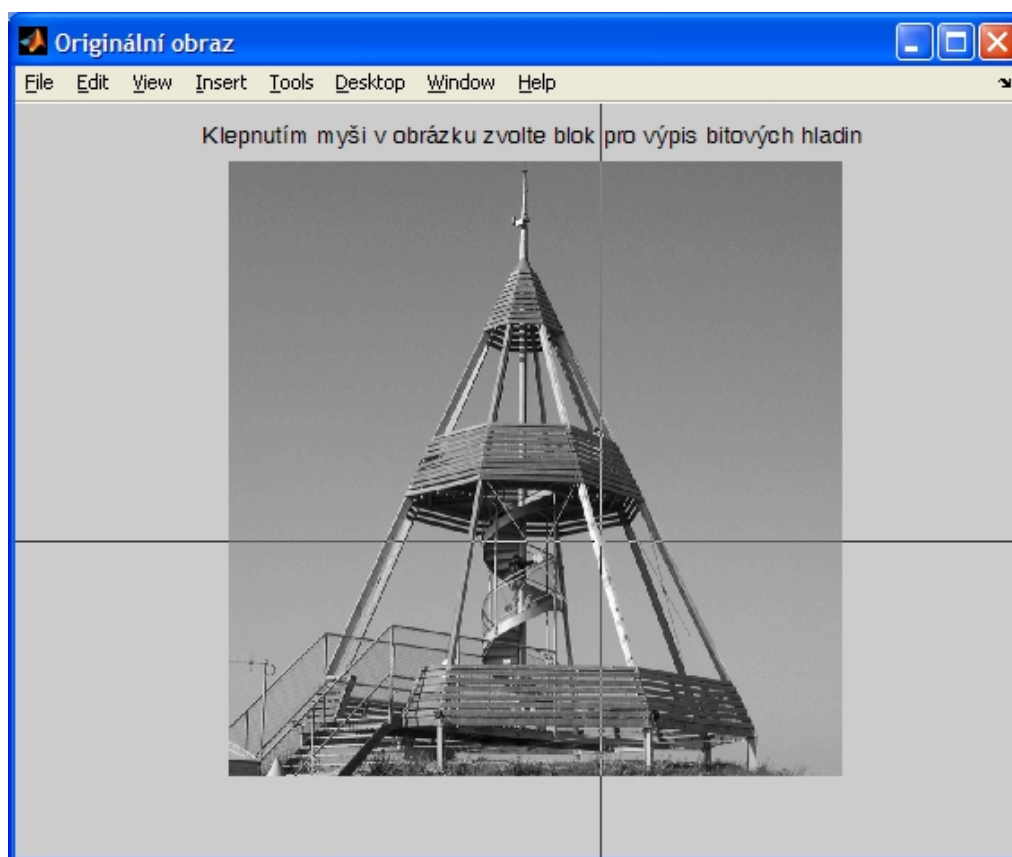 Originální obraz
File Edit View Insert Tools Desktop Window Help
Klepnutím myši v obrázku zvolte blok pro výpis bitových hladin